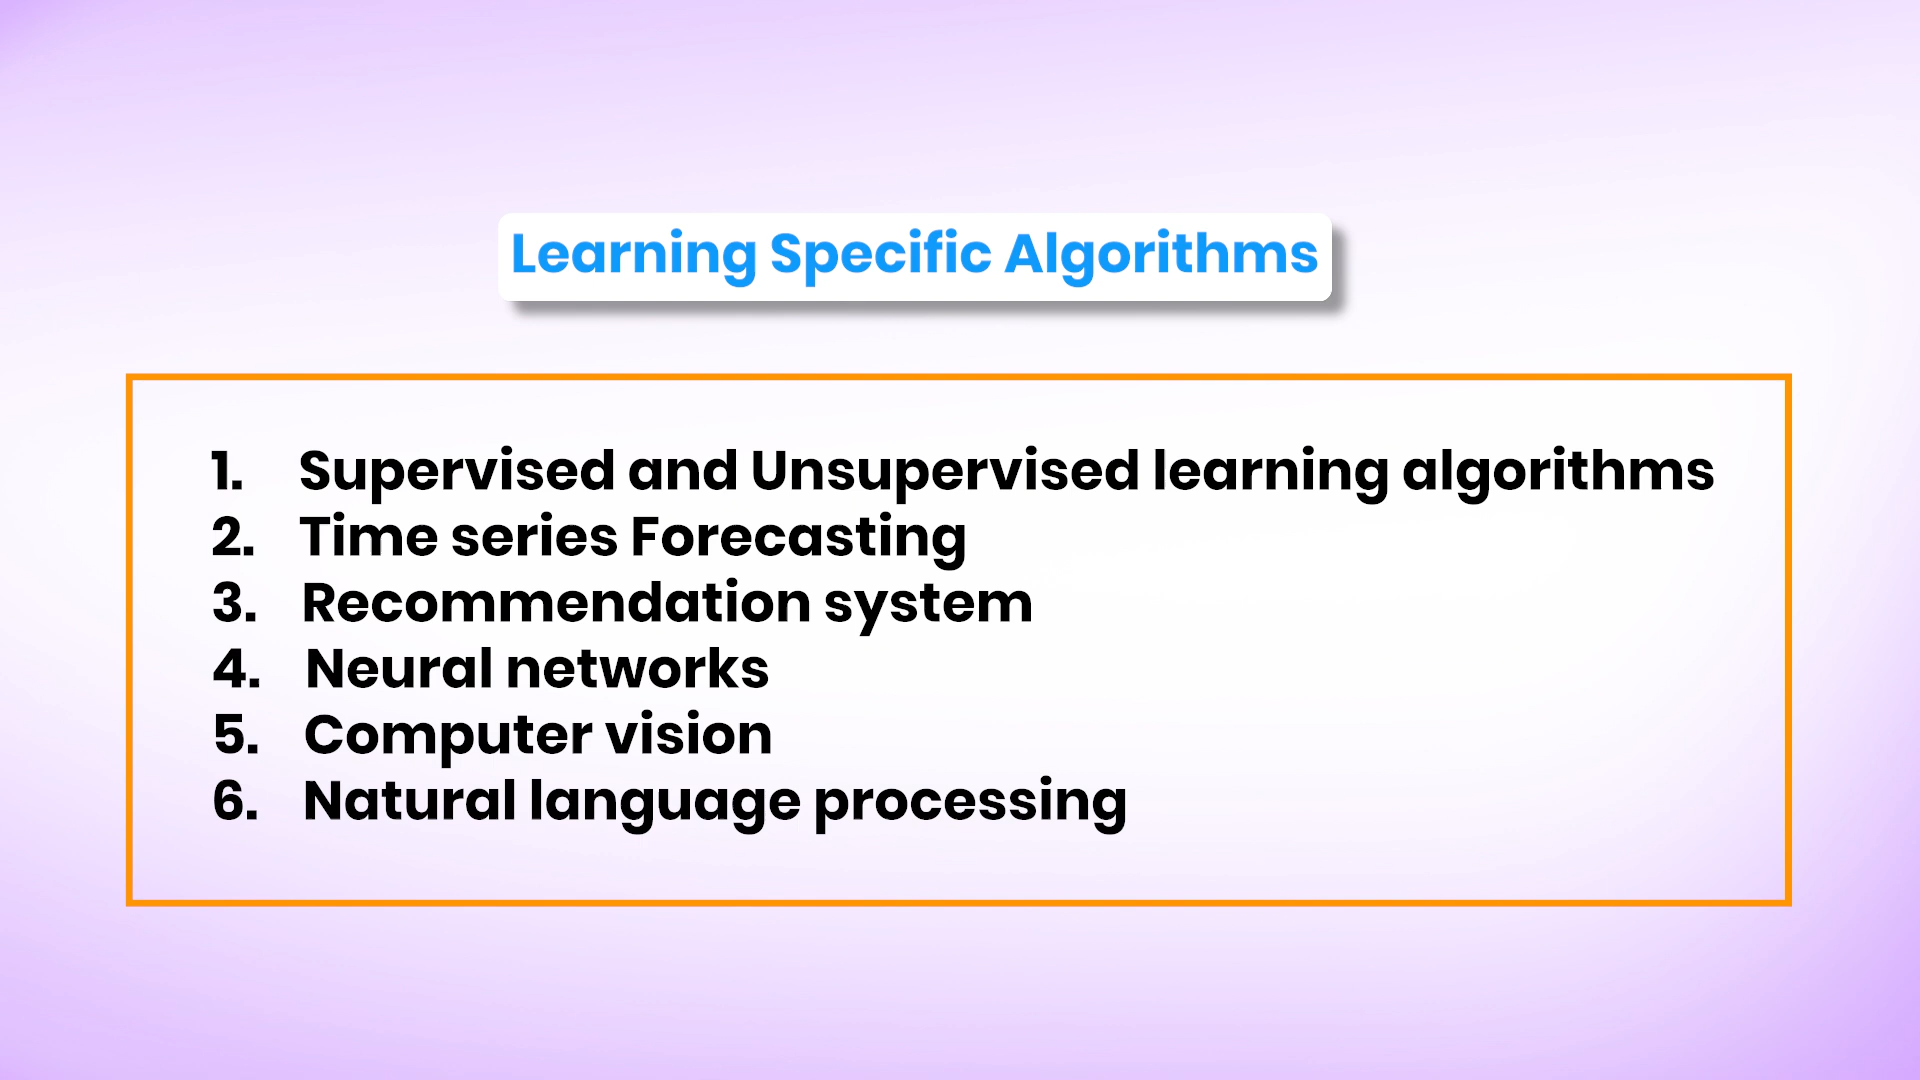 Learning Specific Algorithms
1. Supervised and Unsupervised learning algorithms
2. Time series Forecasting
3. Recommendation system
4. Neural networks
5. Computer vision
6. Natural language processing